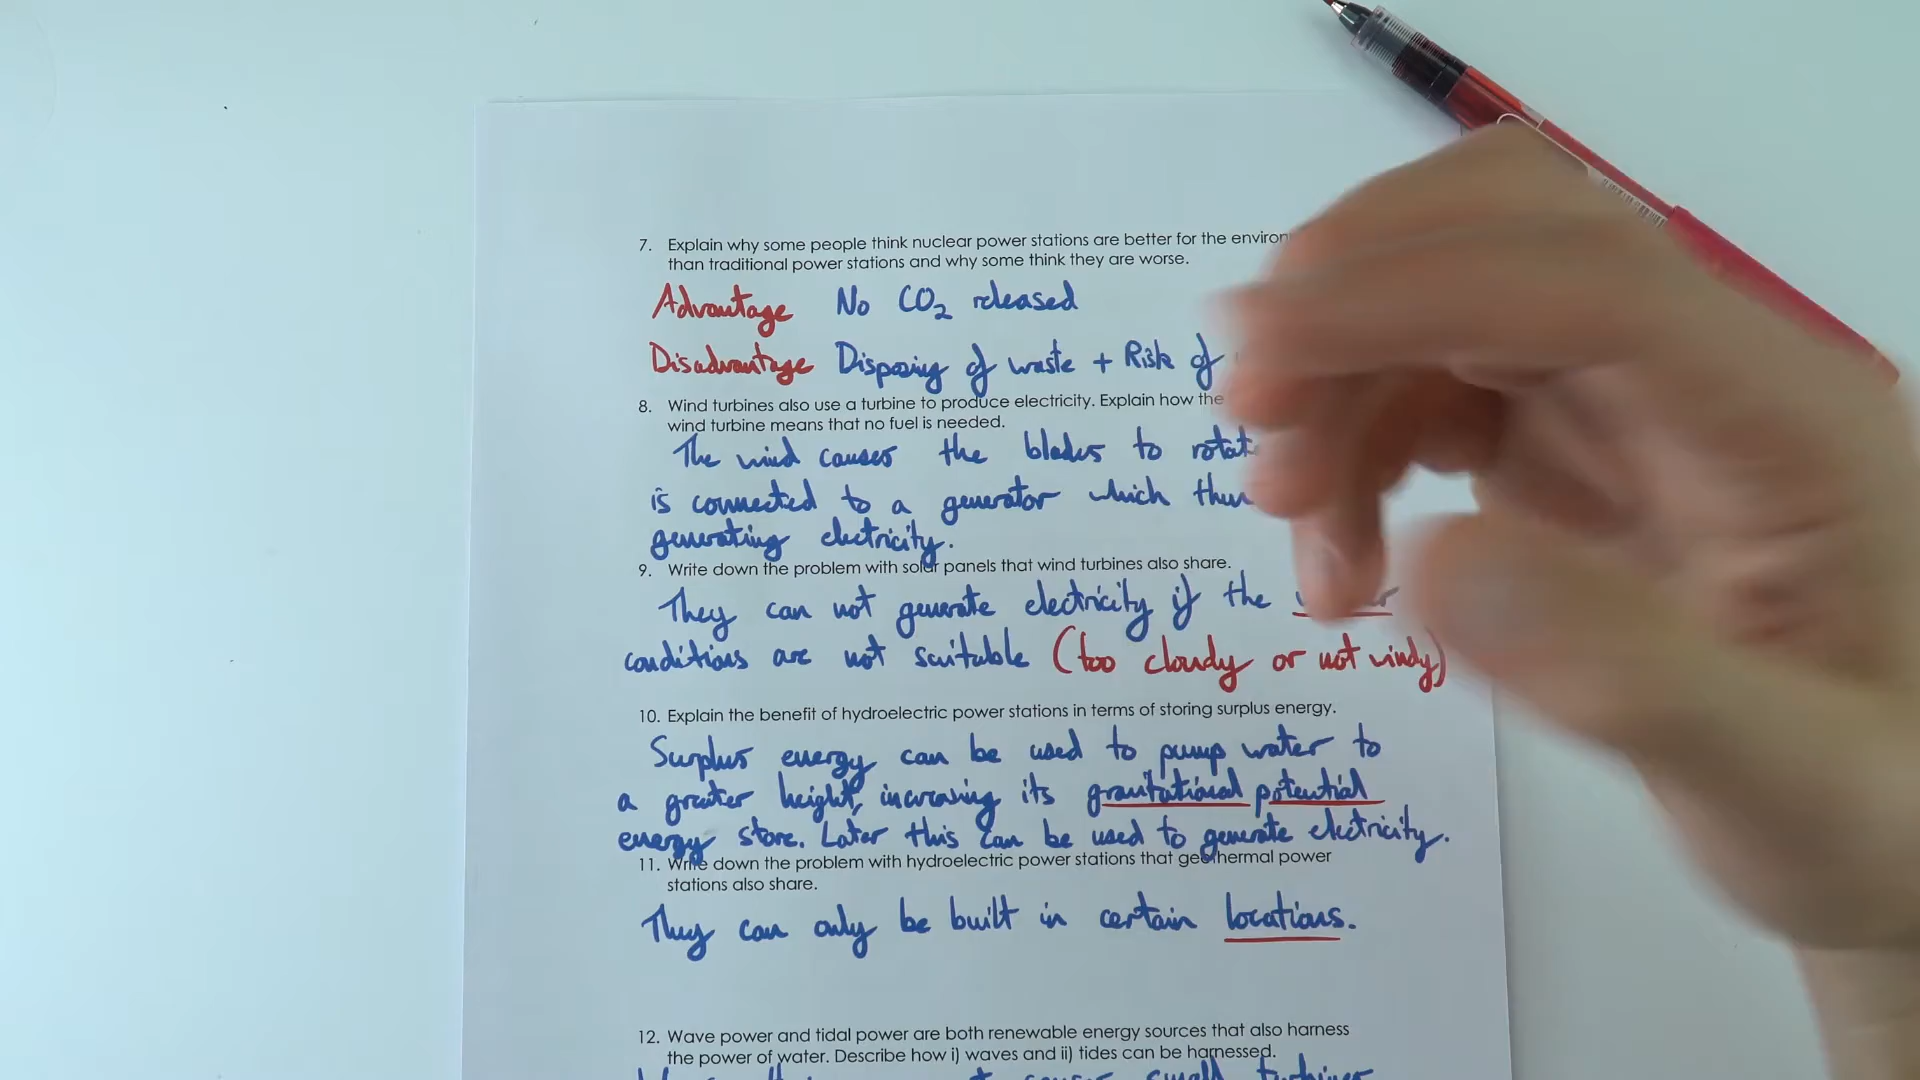 7. Explain why some people think nuclear power stations are better for the
than traditional power stations and why some think they are worse.
Advantage No CO2 released
Disadvantage Disposing of waste + Risk of
8. Wind turbines also use a turbine to produce electricity. Explain how the
wind turbine means that no fuel is needed.
The wind causes the blades to
is connected to a generator which
generating electricity.
9. Write down the problem with solar panels that wind turbines also share.
They can not generate electricity if the
conditions are not suitable (too cloudy or not windy)
10. Explain the benefit of hydroelectric power stations in terms of storing surplus energy.
Surplus energy can be used to pump water to
a greater height, increasing its gravitational potential
energy store. Later this can be used to generate electricity.
11. Write down the problem with hydroelectric power stations that geothermal power
stations also share.
They can only be built in certain locations.
12. Wave power and tidal power are both renewable energy sources that also harness
the power of water. Describe how i) waves and ii) tides can be harnessed.
small turbines